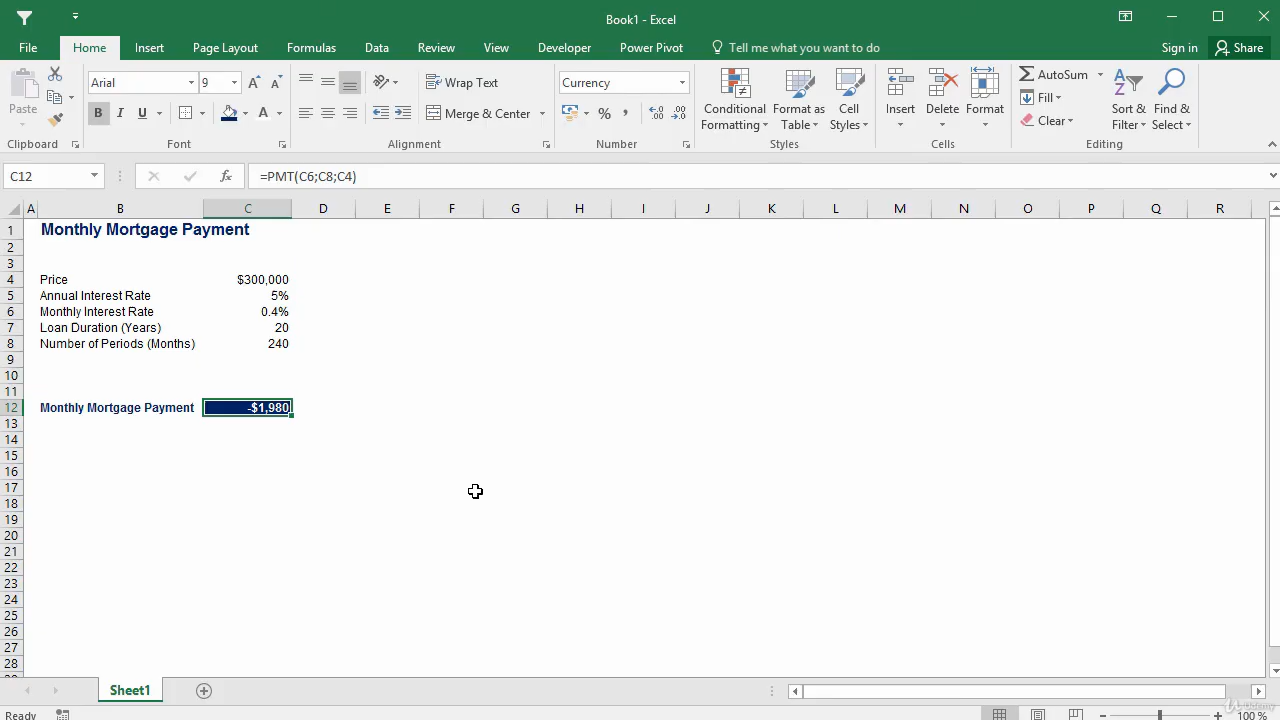 Book1 - Excel
File Home Insert Page Layout Formulas Data Review View Developer Power Pivot Tell me what you want to do Sign in Share
Paste
Clipboard
Arial 9
B I U A
Font
Wrap Text
Merge & Center
Alignment
Currency
% ,
Number
Conditional Formatting
Format as Table
Cell Styles
Styles
Insert Delete Format
Cells
AutoSum
Fill
Clear
Sort & Filter
Find & Select
Editing
C12 fx =PMT(C6;C8;C4)
A B C D E F G H I J K L M N O P Q R
1 Monthly Mortgage Payment
2
3
4 Price $300,000
5 Annual Interest Rate 5%
6 Monthly Interest Rate 0.4%
7 Loan Duration (Years) 20
8 Number of Periods (Months) 240
9
10
11
12 Monthly Mortgage Payment -$1,980
13
14
15
16
17
18
19
20
21
22
23
24
25
26
27
28
Sheet1
Ready 100 %
Udemy